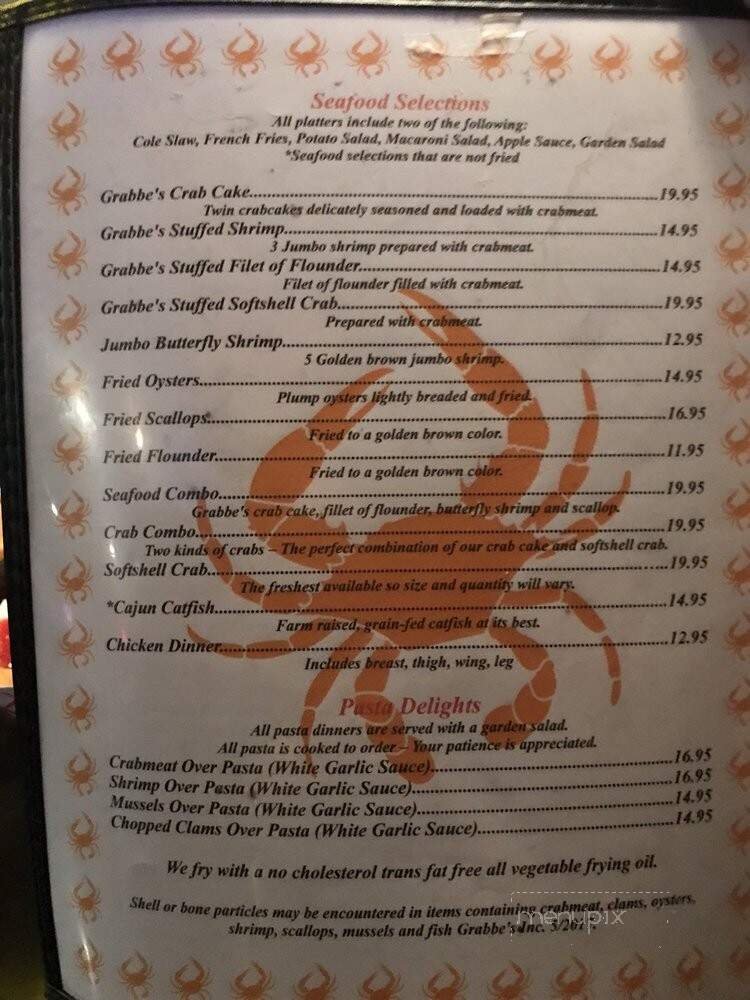 Seafood Selections
All platters include two of the following:
Cole Slaw, French Fries, Potato Salad, Macaroni Salad, Apple Sauce, Garden Salad
*Seafood selections that are not fried
Grabbe's Crab Cake 19.95
Twin crabcakes delicately seasoned and loaded with crabmeat.
Grabbe's Stuffed Shrimp 14.95
3 Jumbo shrimp prepared with crabmeat.
Grabbe's Stuffed Filet of Flounder 14.95
Filet of flounder filled with crabmeat.
Grabbe's Stuffed Softshell Crab 19.95
Prepared with crabmeat.
Jumbo Butterfly Shrimp 12.95
5 Golden brown jumbo shrimp.
Fried Oysters 14.95
Plump oysters lightly breaded and fried.
Fried Scallops 16.95
Fried to a golden brown color.
Fried Flounder 11.95
Fried to a golden brown color.
Seafood Combo 19.95
Grabbe's crab cake, fillet of flounder, butterfly shrimp and scallop.
Crab Combo 19.95
Two kinds of crabs – The perfect combination of our crab cake and softshell crab.
Softshell Crab 19.95
The freshest available so size and quantity will vary.
*Cajun Catfish 14.95
Farm raised, grain-fed catfish at its best.
Chicken Dinner 12.95
Includes breast, thigh, wing, leg
Pasta Delights
All pasta dinners are served with a garden salad.
All pasta is cooked to order – Your patience is appreciated.
Crabmeat Over Pasta (White Garlic Sauce) 16.95
Shrimp Over Pasta (White Garlic Sauce) 16.95
Mussels Over Pasta (White Garlic Sauce) 14.95
Chopped Clams Over Pasta (White Garlic Sauce) 14.95
We fry with a no cholesterol trans fat free all vegetable frying oil.
Shell or bone particles may be encountered in items containing crabmeat, clams, oysters,
shrimp, scallops, mussels and fish Grabbe's Inc.
menupix